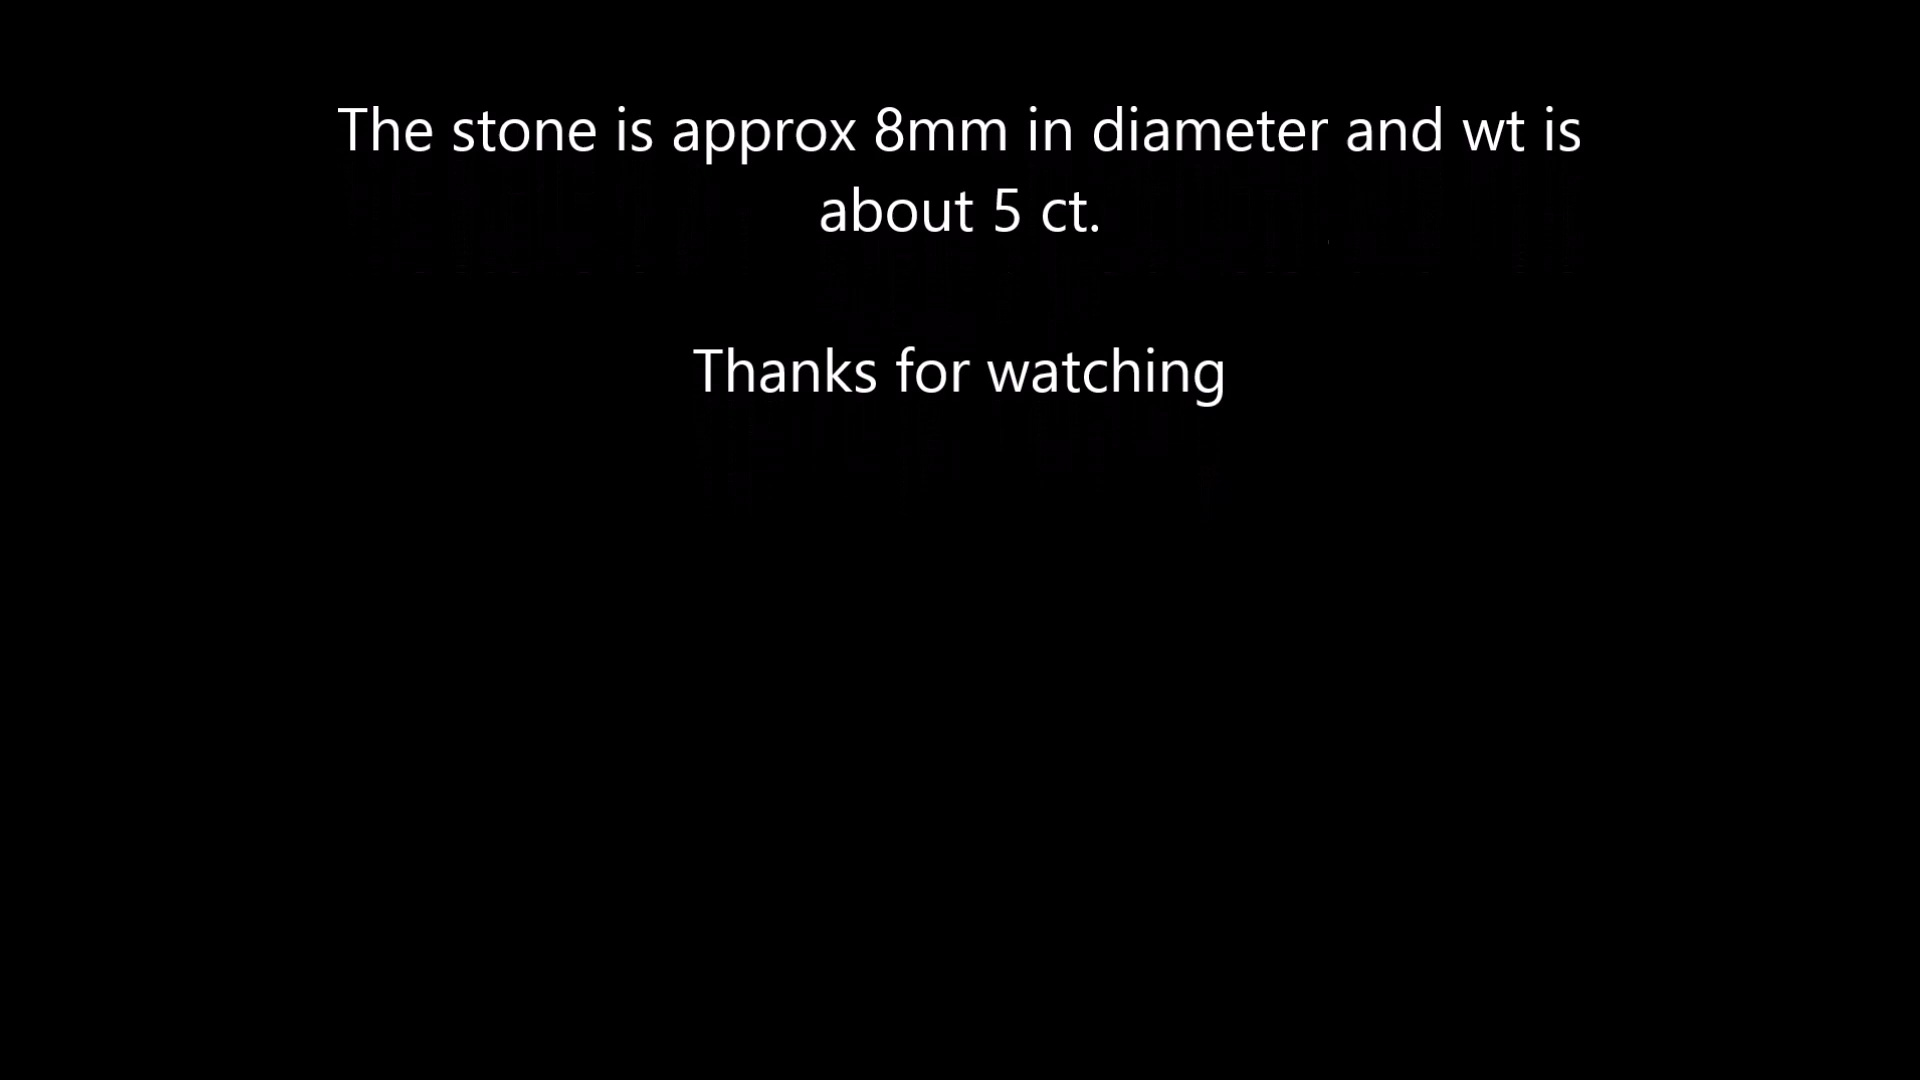 The stone is approx 8mm in diameter and wt is
about 5 ct.
Thanks for watching